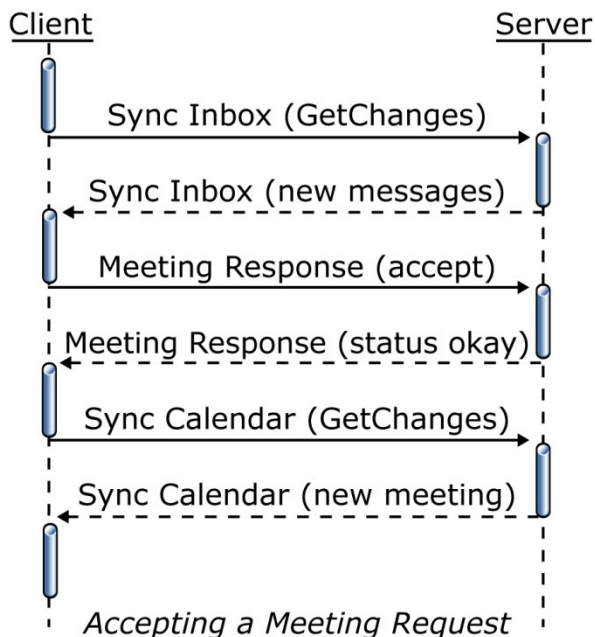 Client
Server
Sync Inbox (GetChanges)
Sync Inbox (new messages)
Meeting Response (accept)
Meeting Response (status okay)
Sync Calendar (GetChanges)
Sync Calendar (new meeting)
Accepting a Meeting Request